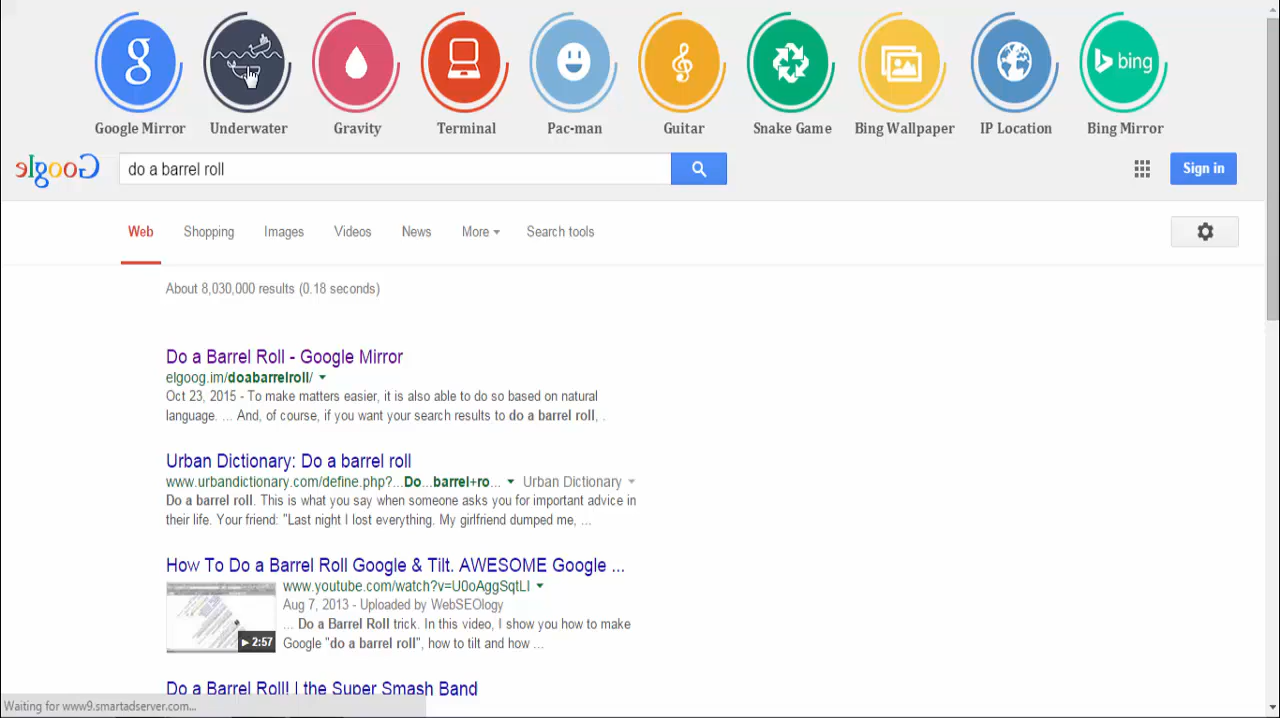 g
bing
Google Mirror Underwater Gravity Terminal Pac-man Guitar Snake Game Bing Wallpaper IP Location Bing Mirror
Google do a barrel roll Sign in
Web Shopping Images Videos News More Search tools
About 8,030,000 results (0.18 seconds)
Do a Barrel Roll - Google Mirror
elgoog.im/doabarrelroll/
Oct 23, 2015 - To make matters easier, it is also able to do so based on natural
language. ... And, of course, if you want your search results to do a barrel roll, .
Urban Dictionary: Do a barrel roll
www.urbandictionary.com/define.php?...Do...barrel+ro... Urban Dictionary
Do a barrel roll. This is what you say when someone asks you for important advice in
their life. Your friend: "Last night I lost everything. My girlfriend dumped me, ...
How To Do a Barrel Roll Google & Tilt. AWESOME Google ...
www.youtube.com/watch?v=U0oAggSqtLI
Aug 7, 2013 - Uploaded by WebSEOlogy
... Do a Barrel Roll trick. In this video, I show you how to make
2:57 Google "do a barrel roll", how to tilt and how ...
Do a Barrel Roll! | the Super Smash Band
Waiting for www9.smartadserver.com...